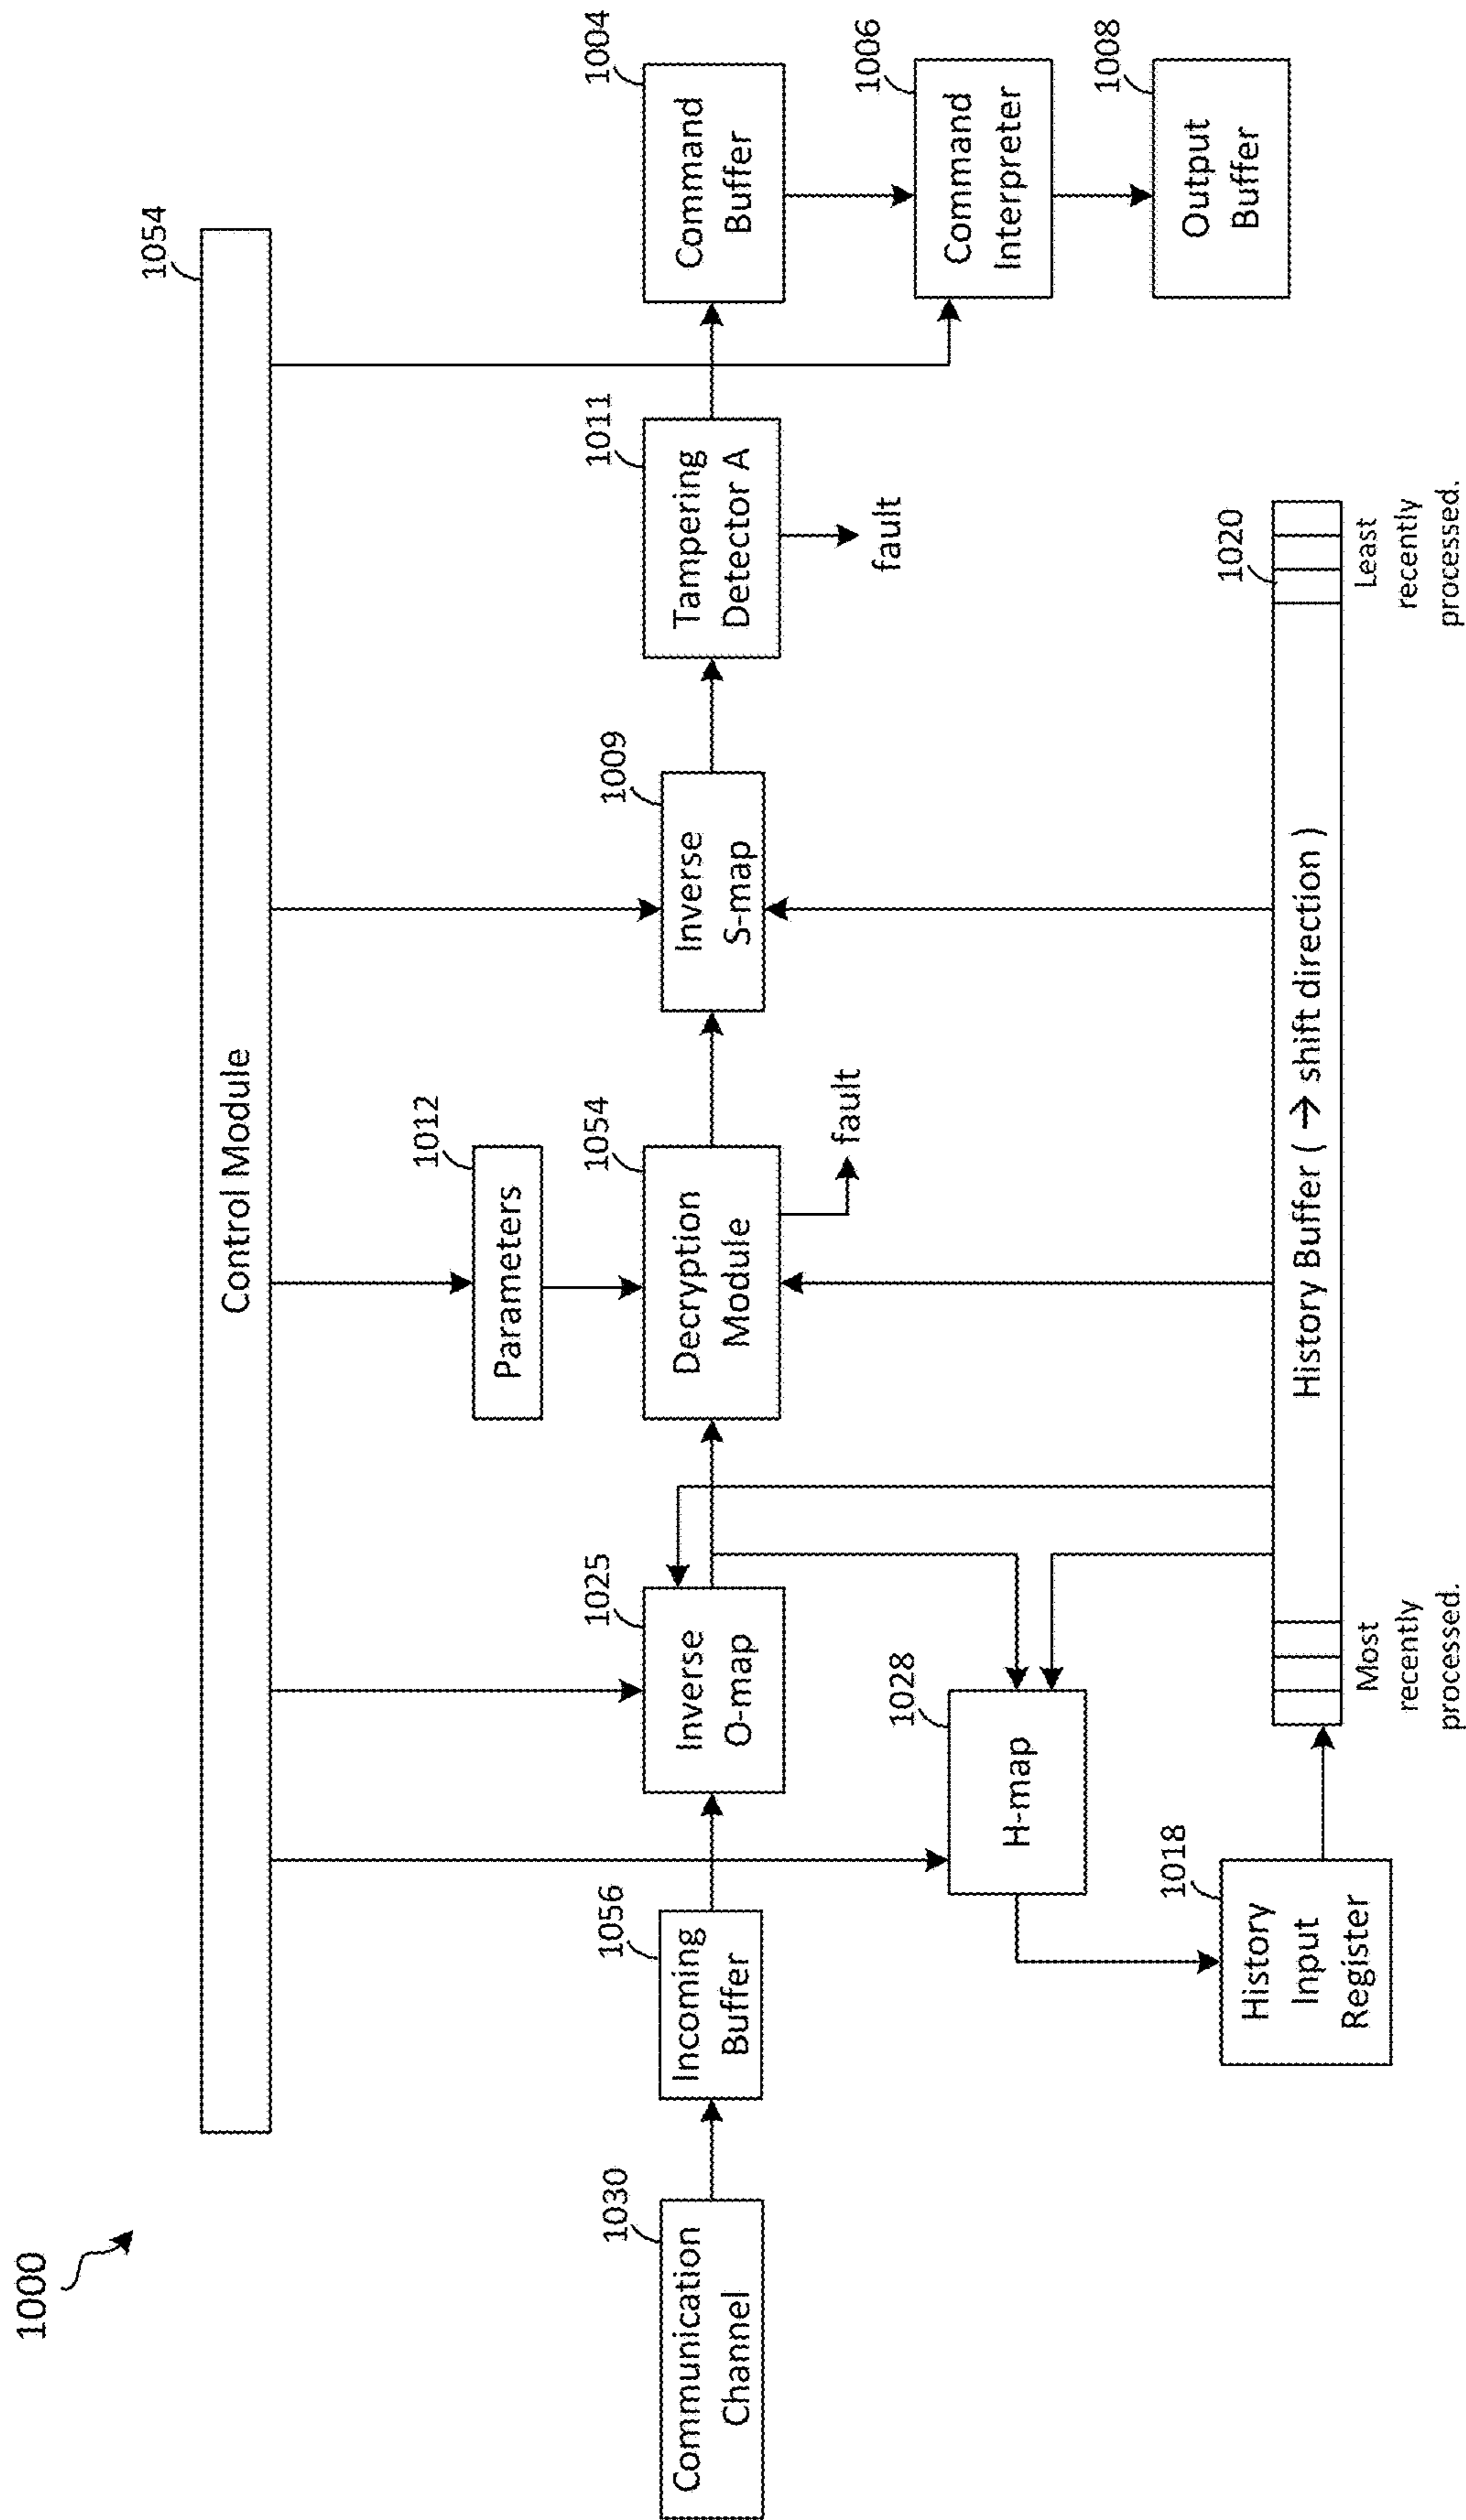 1000
1054
Control Module
1012
Parameters
1030
Communication
Channel
1056
Incoming
Buffer
1025
Inverse
O-map
1054
Decryption
Module
fault
1009
Inverse
S-map
1011
Tampering
Detector A
fault
1004
Command
Buffer
1006
Command
Interpreter
1008
Output
Buffer
1028
H-map
1018
History
Input
Register
1020
History Buffer ( → shift direction )
Most
recently
processed.
Least
recently
processed.